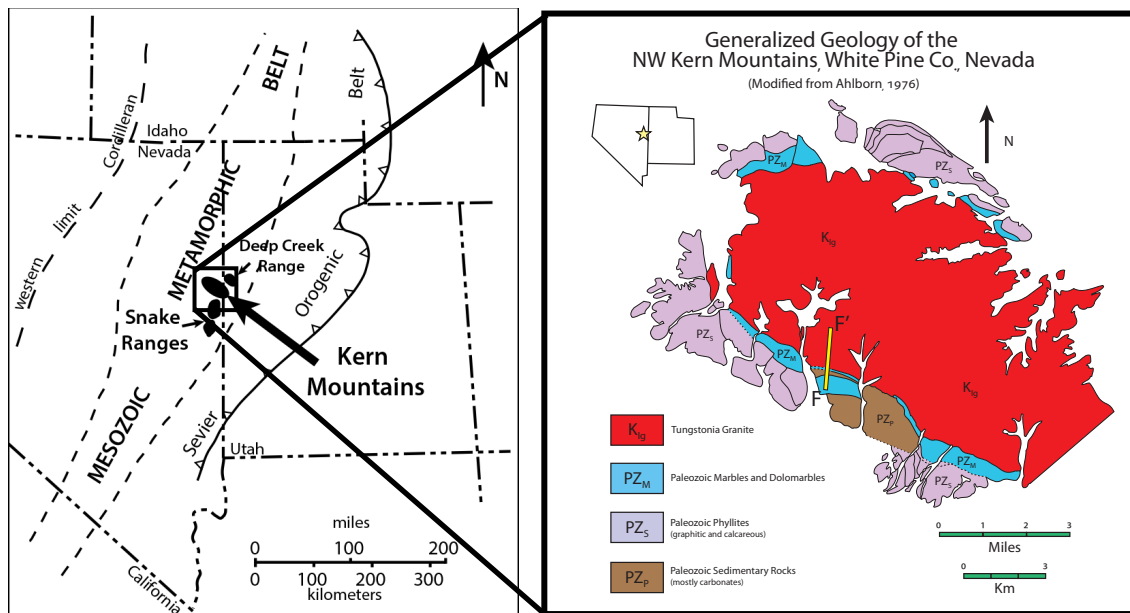 Idaho
Nevada
Cordilleran
limit
western
METAMORPHIC
BELT
MESOZOIC
Belt
Orogenic
Sevier
N
Deep Creek
Range
Snake
Ranges
Kern
Mountains
Utah
California
miles
0 100 200
0 100 200 300
kilometers
Generalized Geology of the
NW Kern Mountains, White Pine Co., Nevada
(Modified from Ahlborn, 1976)
N
PZM
PZS
Kig
PZS
PZM
F'
F
Kig
PZP
PZM
PZS
Kig Tungstonia Granite
PZM Paleozoic Marbles and Dolomarbles
PZS Paleozoic Phyllites
(graphitic and calcareous)
PZP Paleozoic Sedimentary Rocks
(mostly carbonates)
0 1 2 3
Miles
0 3
Km